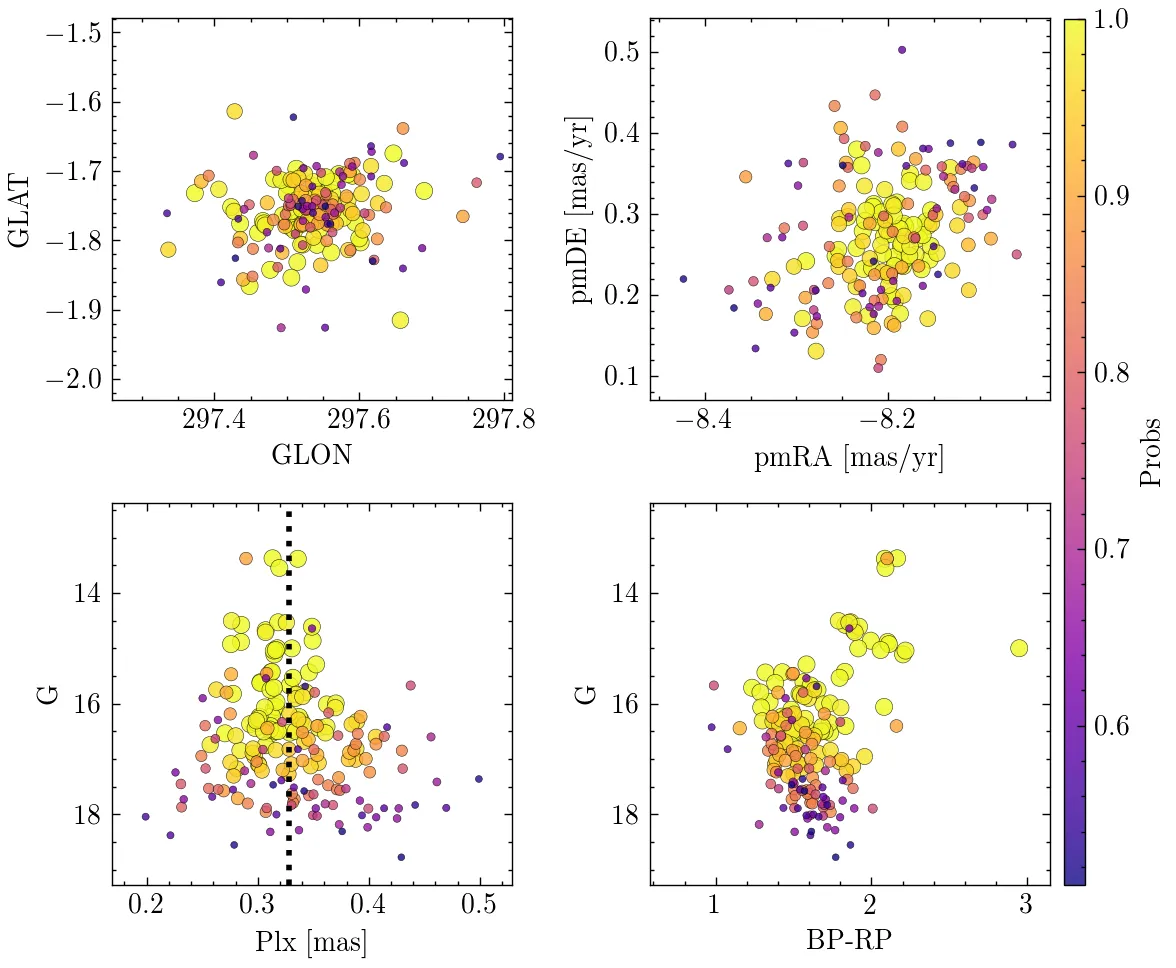 −1.5
−1.6
−1.7
−1.8
−1.9
−2.0
GLAT
297.4 297.6 297.8
GLON
0.5
0.4
0.3
0.2
0.1
pmDE [mas/yr]
−8.4 −8.2
pmRA [mas/yr]
14
16
18
G
0.2 0.3 0.4 0.5
Plx [mas]
14
16
18
G
1 2 3
BP-RP
1.0
0.9
0.8
0.7
0.6
Probs